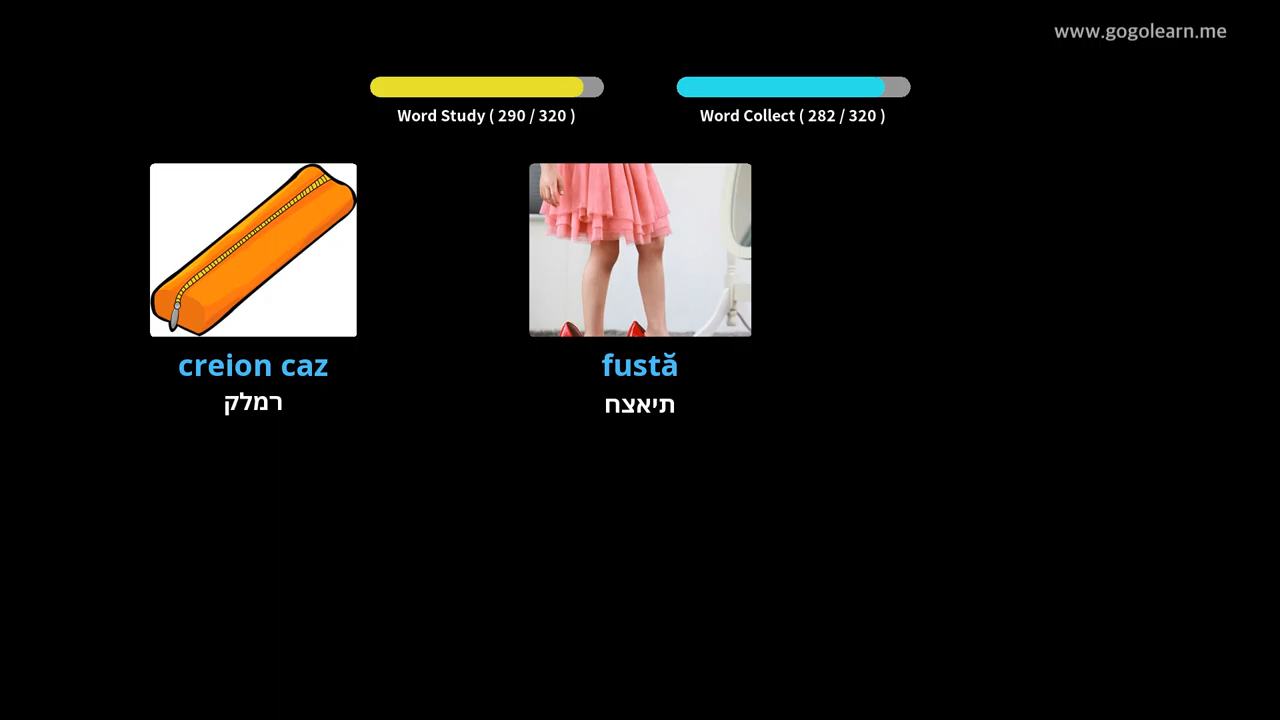 www.gogolearn.me
Word Study ( 290 / 320 )
Word Collect ( 282 / 320 )
creion caz
רמלק
fustă
תיאצח